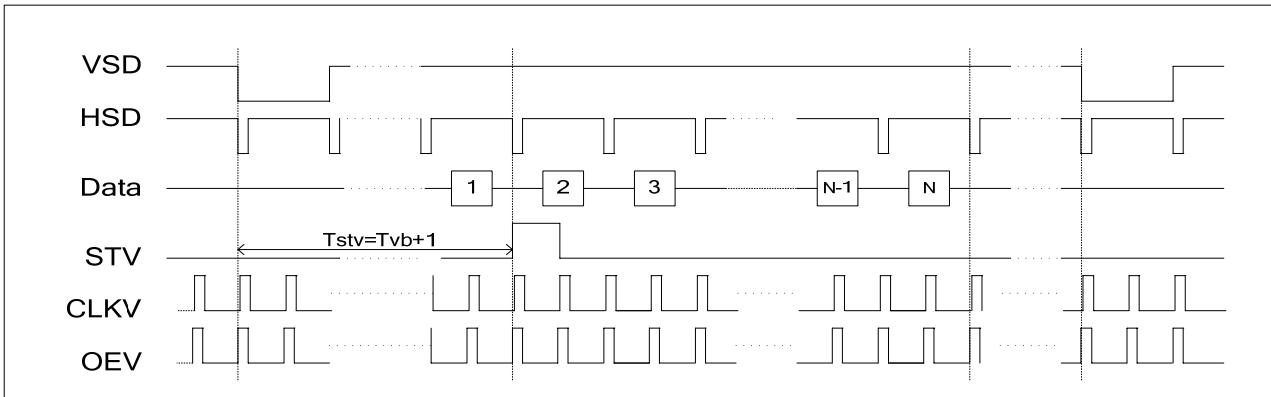 VSD
HSD
Data
1
2
3
N-1
N
Tstv=Tvb+1
STV
CLKV
OEV